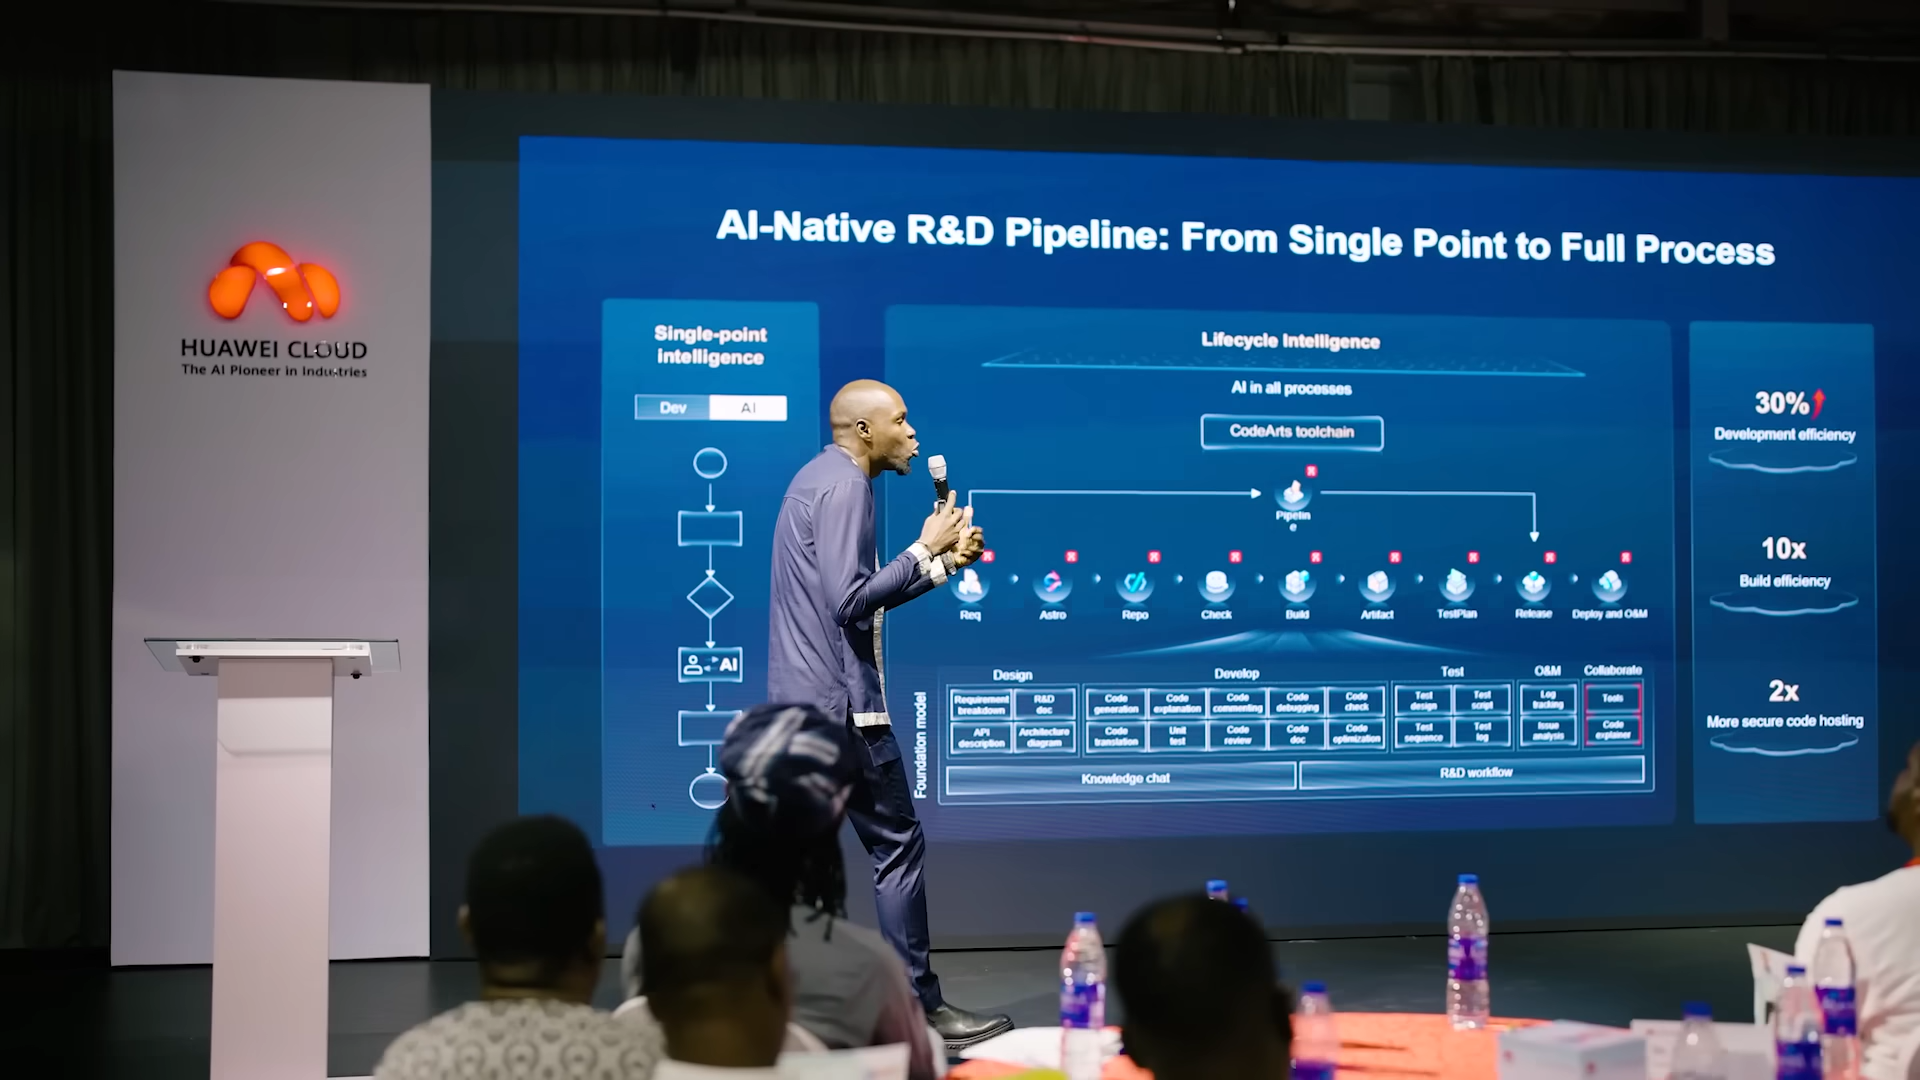 HUAWEI CLOUD
The AI Pioneer in Industries
AI-Native R&D Pipeline: From Single Point to Full Process
Single-point
intelligence
Dev
AI
AI
Lifecycle Intelligence
AI in all processes
CodeArts toolchain
Pipelin
e
Req
Astro
Repo
Check
Build
Artifact
TestPlan
Release
Deploy and O&M
Foundation model
Design
Requirement
breakdown
R&D
doc
API
description
Architecture
diagram
Develop
Code
generation
Code
explanation
Code
commenting
Code
debugging
Code
check
Code
translation
Unit
test
Code
review
Code
doc
Code
optimization
Test
Test
design
Test
script
Test
sequence
Test
log
O&M
Log
tracking
Issue
analysis
Collaborate
Tools
Code
explainer
Knowledge chat
R&D workflow
30%
Development efficiency
10x
Build efficiency
2x
More secure code hosting